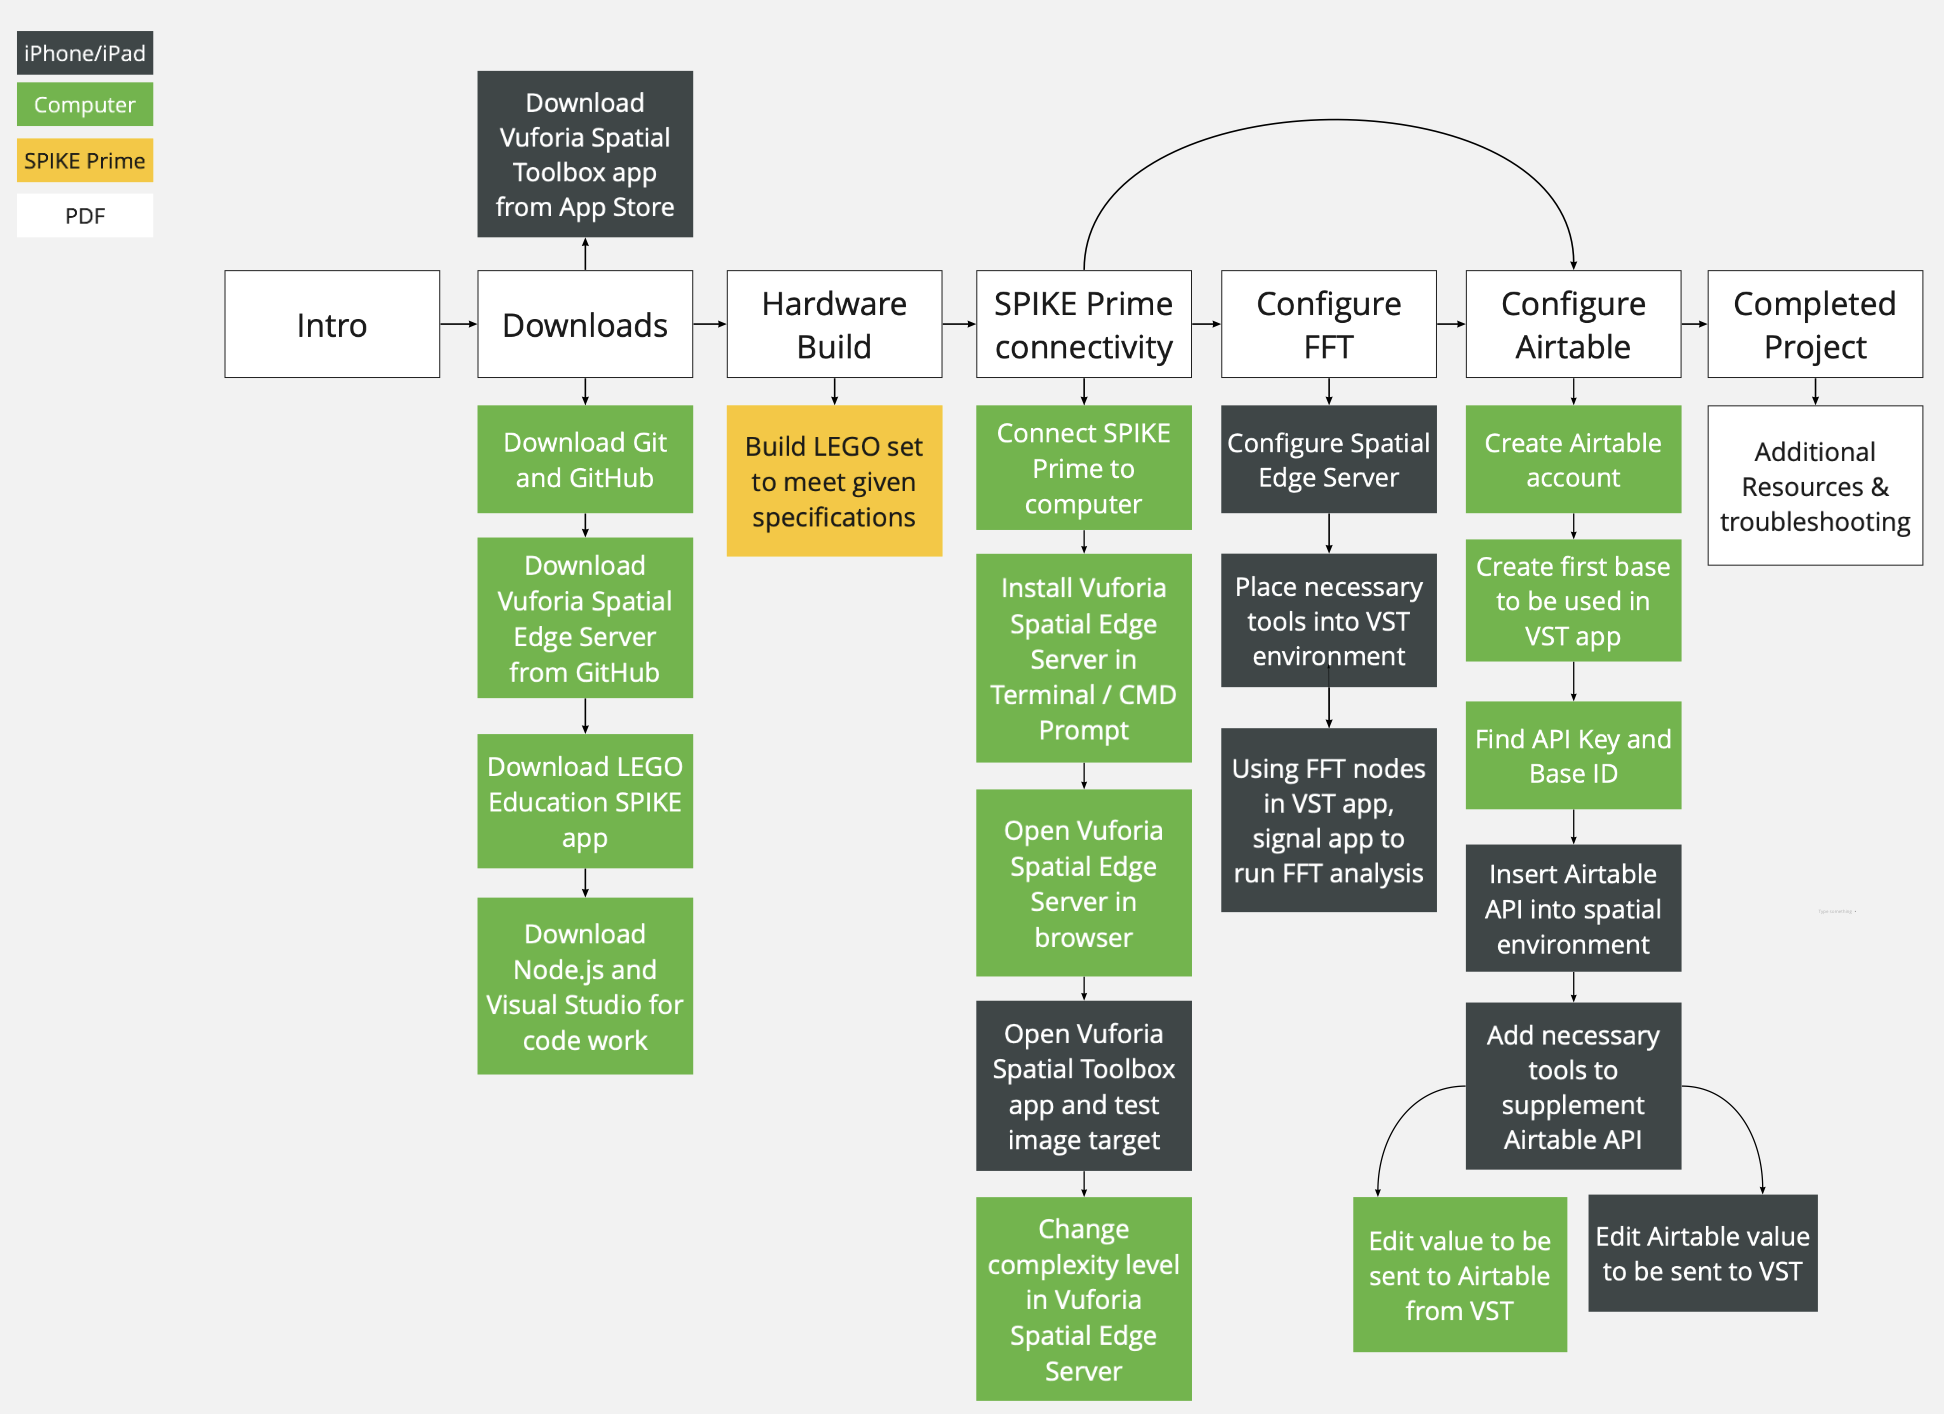 iPhone/iPad
Computer
SPIKE Prime
PDF
Download
Vuforia Spatial
Toolbox app
from App Store
Intro
Downloads
Hardware
Build
SPIKE Prime
connectivity
Configure
FFT
Configure
Airtable
Completed
Project
Download Git
and GitHub
Download
Vuforia Spatial
Edge Server
from GitHub
Download LEGO
Education SPIKE
app
Download
Node.js and
Visual Studio for
code work
Build LEGO set
to meet given
specifications
Connect SPIKE
Prime to
computer
Install Vuforia
Spatial Edge
Server in
Terminal / CMD
Prompt
Open Vuforia
Spatial Edge
Server in
browser
Open Vuforia
Spatial Toolbox
app and test
image target
Change
complexity level
in Vuforia
Spatial Edge
Server
Configure Spatial
Edge Server
Place necessary
tools into VST
environment
Using FFT nodes
in VST app,
signal app to
run FFT analysis
Create Airtable
account
Create first base
to be used in
VST app
Find API Key and
Base ID
Insert Airtable
API into spatial
environment
Add necessary
tools to
supplement
Airtable API
Edit value to be
sent to Airtable
from VST
Edit Airtable value
to be sent to VST
Additional
Resources &
troubleshooting
Type something